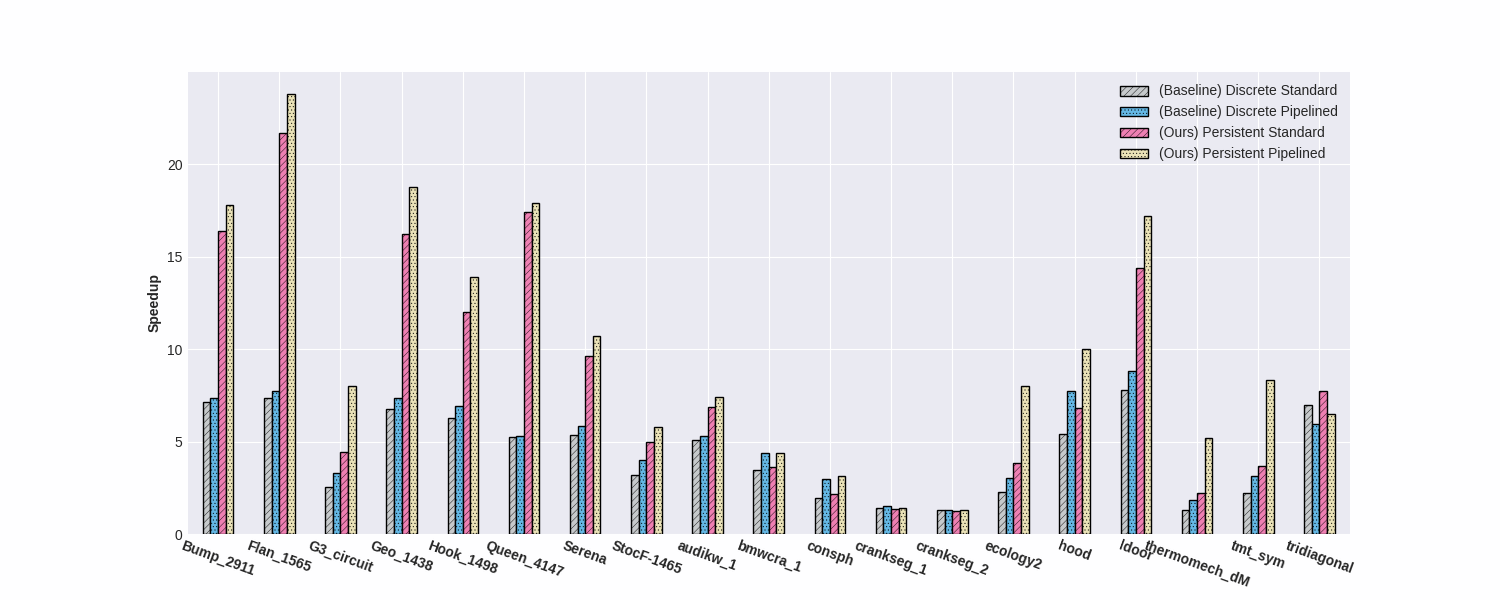 (Baseline) Discrete Standard
(Baseline) Discrete Pipelined
(Ours) Persistent Standard
(Ours) Persistent Pipelined
Speedup
20
15
10
5
0
Bump_2911
Flan_1565
G3_circuit
Geo_1438
Hook_1498
Queen_4147
Serena
StocF-1465
audikw_1
bmwcra_1
consph
crankseg_1
crankseg_2
ecology2
hood
ldoor
thermomech_dM
tmt_sym
tridiagonal